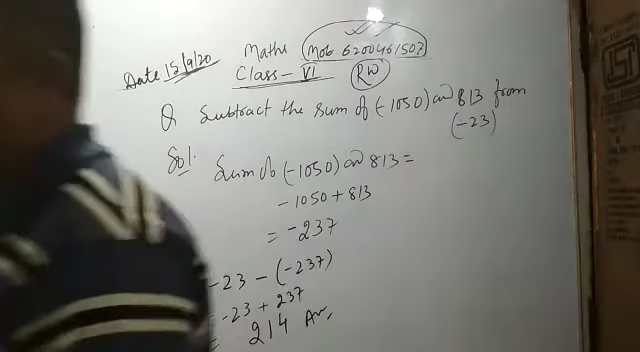 Date 15/9/20 Maths Mob 6200461507
Class - VI RW
Q Subtract the sum of (-1050) and 813 from
(-23)
Sol. Sum of (-1050) and 813 =
-1050 + 813
= -237
-23 - (-237)
-23 + 237
= 214 Ans.